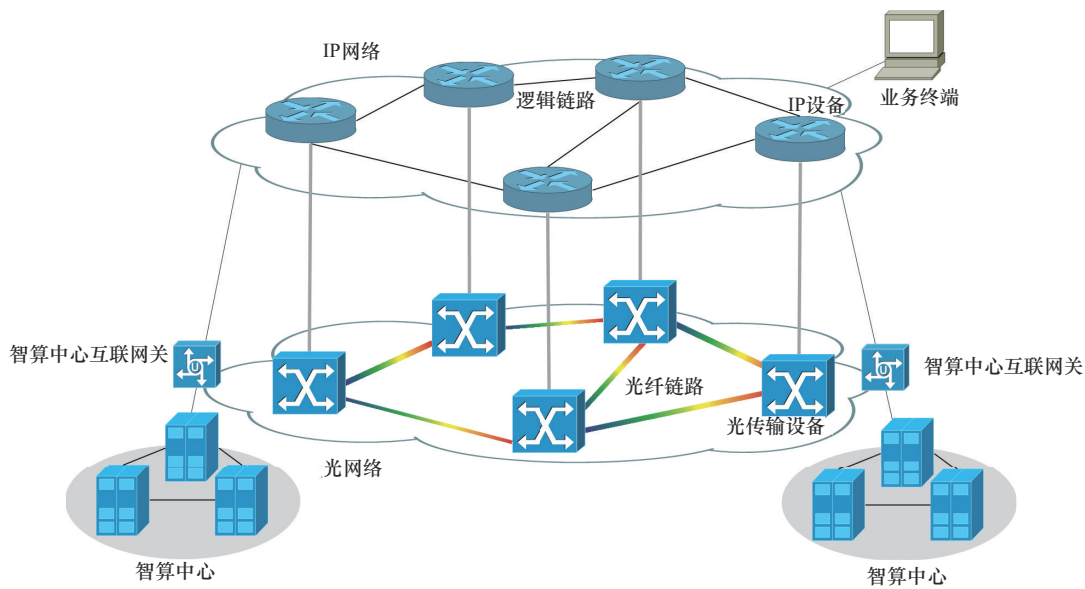 IP网络
逻辑链路
IP设备
业务终端
智算中心互联网关
智算中心互联网关
U
U
光纤链路
光传输设备
光网络
智算中心
智算中心